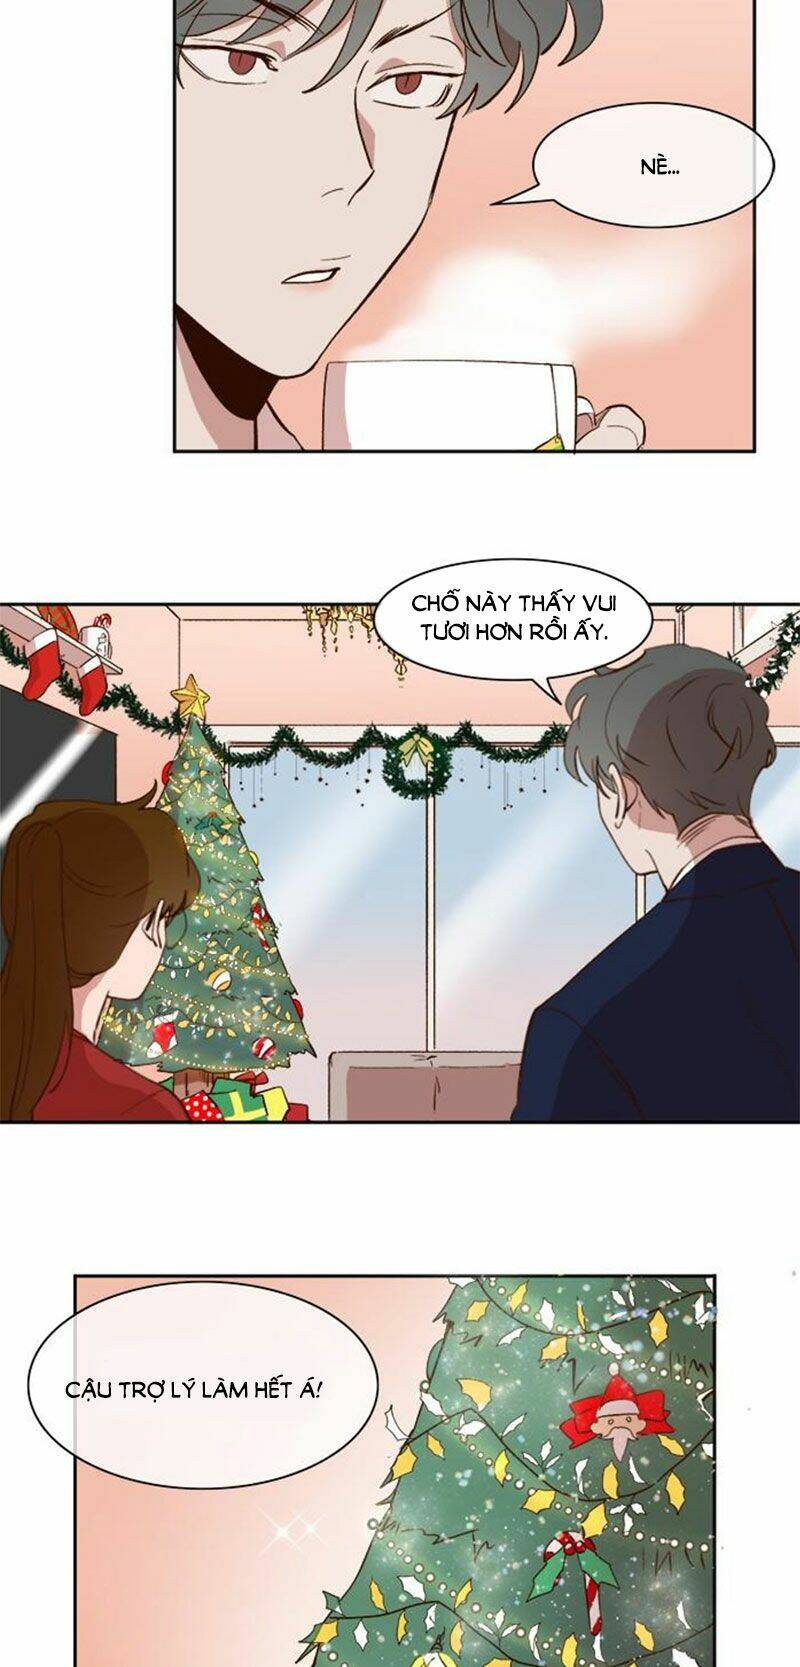 NÈ...
CHỖ NÀY THẤY VUI
TƯƠI HƠN RỒI ẤY.
CẬU TRỢ LÝ LÀM HẾT Á!